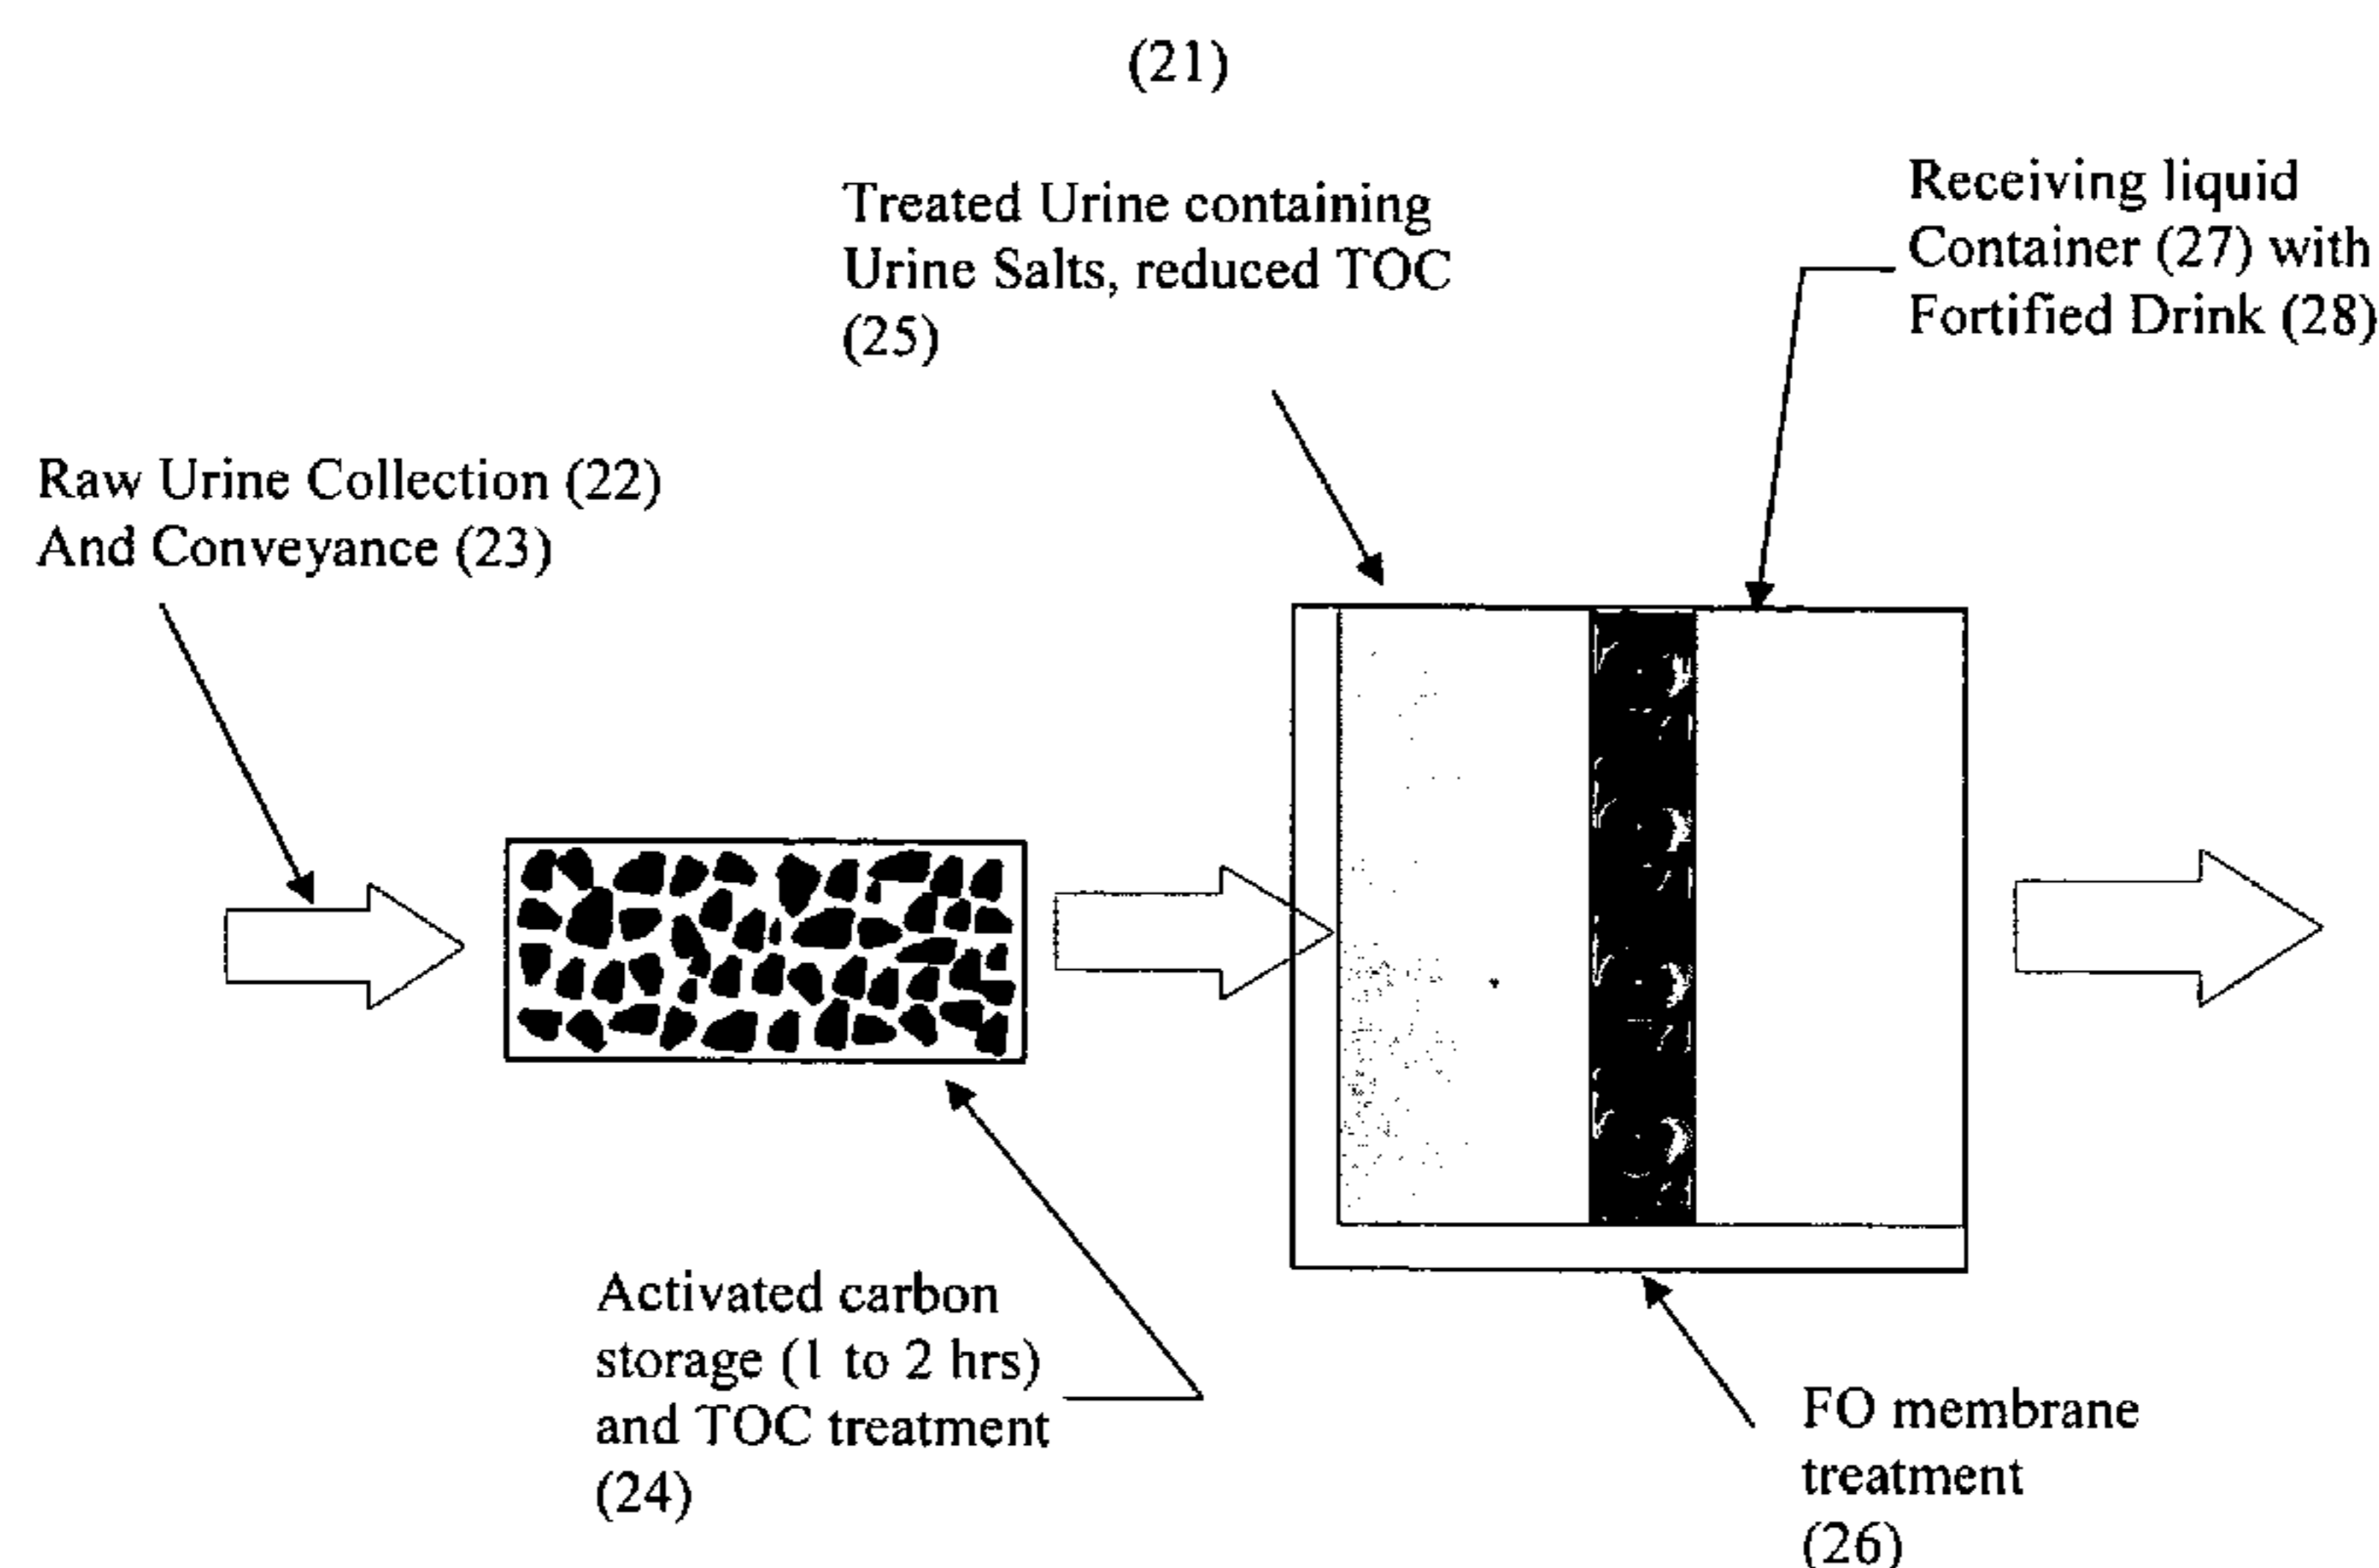 (21)
Treated Urine containing
Urine Salts, reduced TOC
(25)
Receiving liquid
Container (27) with
Fortified Drink (28)
Raw Urine Collection (22)
And Conveyance (23)
Activated carbon
storage (1 to 2 hrs)
and TOC treatment
(24)
FO membrane
treatment
(26)